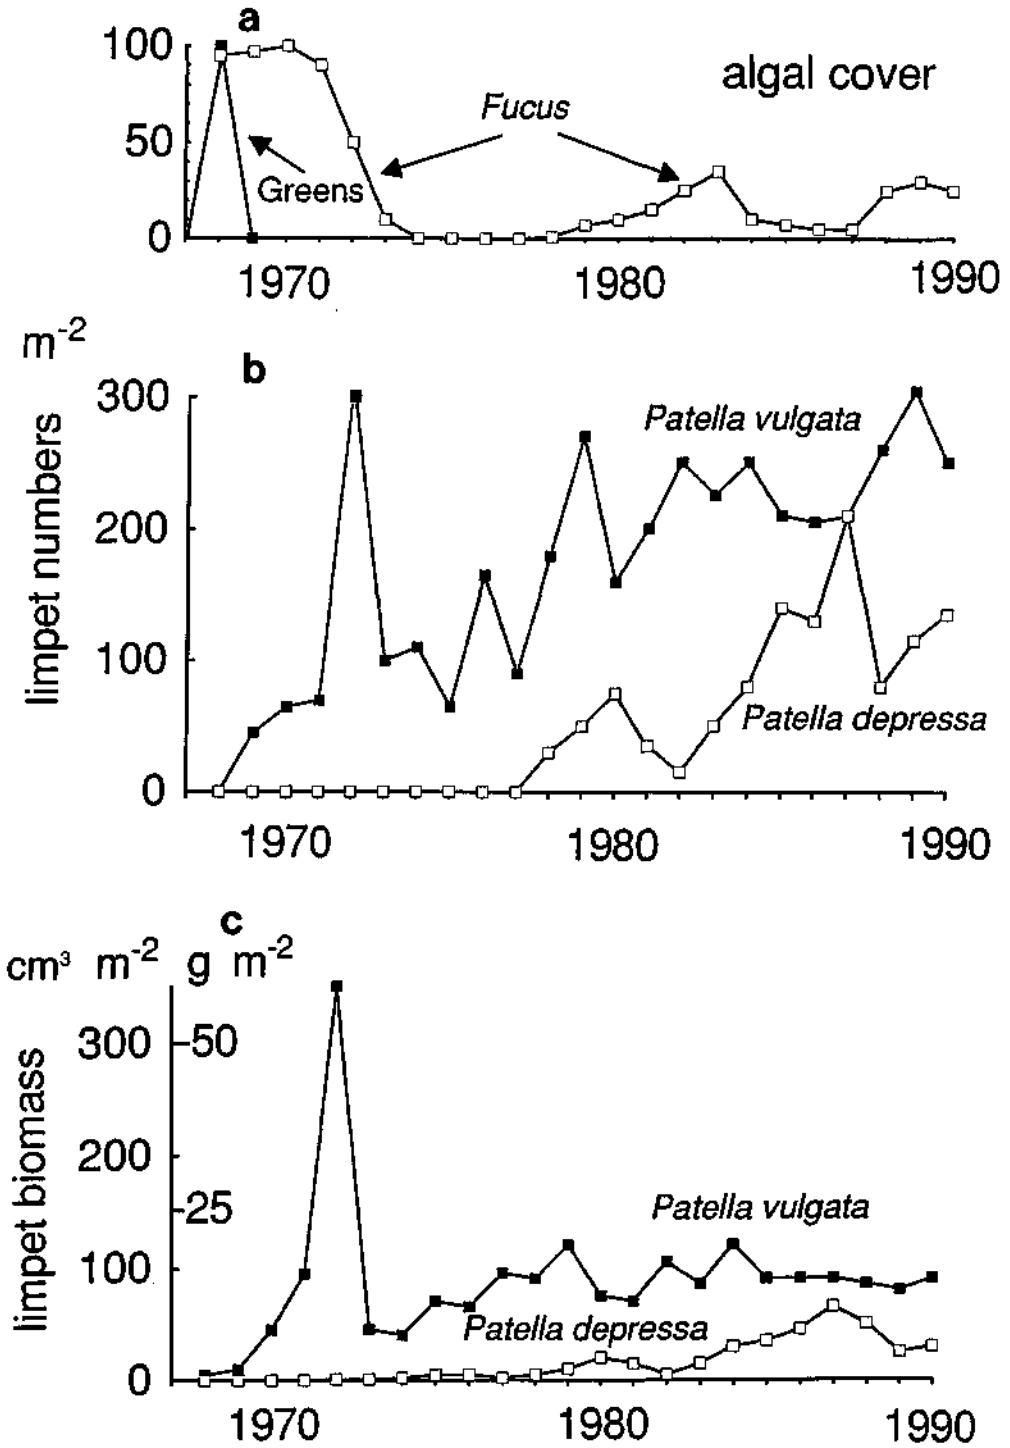 a
100
50
0
algal cover
Fucus
Greens
1970 1980 1990
m-2
b
300
200
100
0
limpet numbers
Patella vulgata
Patella depressa
1970 1980 1990
c
cm³ m-2 g m-2
300 50
200
25
100
0
limpet biomass
Patella vulgata
Patella depressa
1970 1980 1990